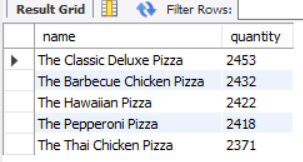 Result Grid Filter Rows:
name quantity
The Classic Deluxe Pizza 2453
The Barbecue Chicken Pizza 2432
The Hawaiian Pizza 2422
The Pepperoni Pizza 2418
The Thai Chicken Pizza 2371